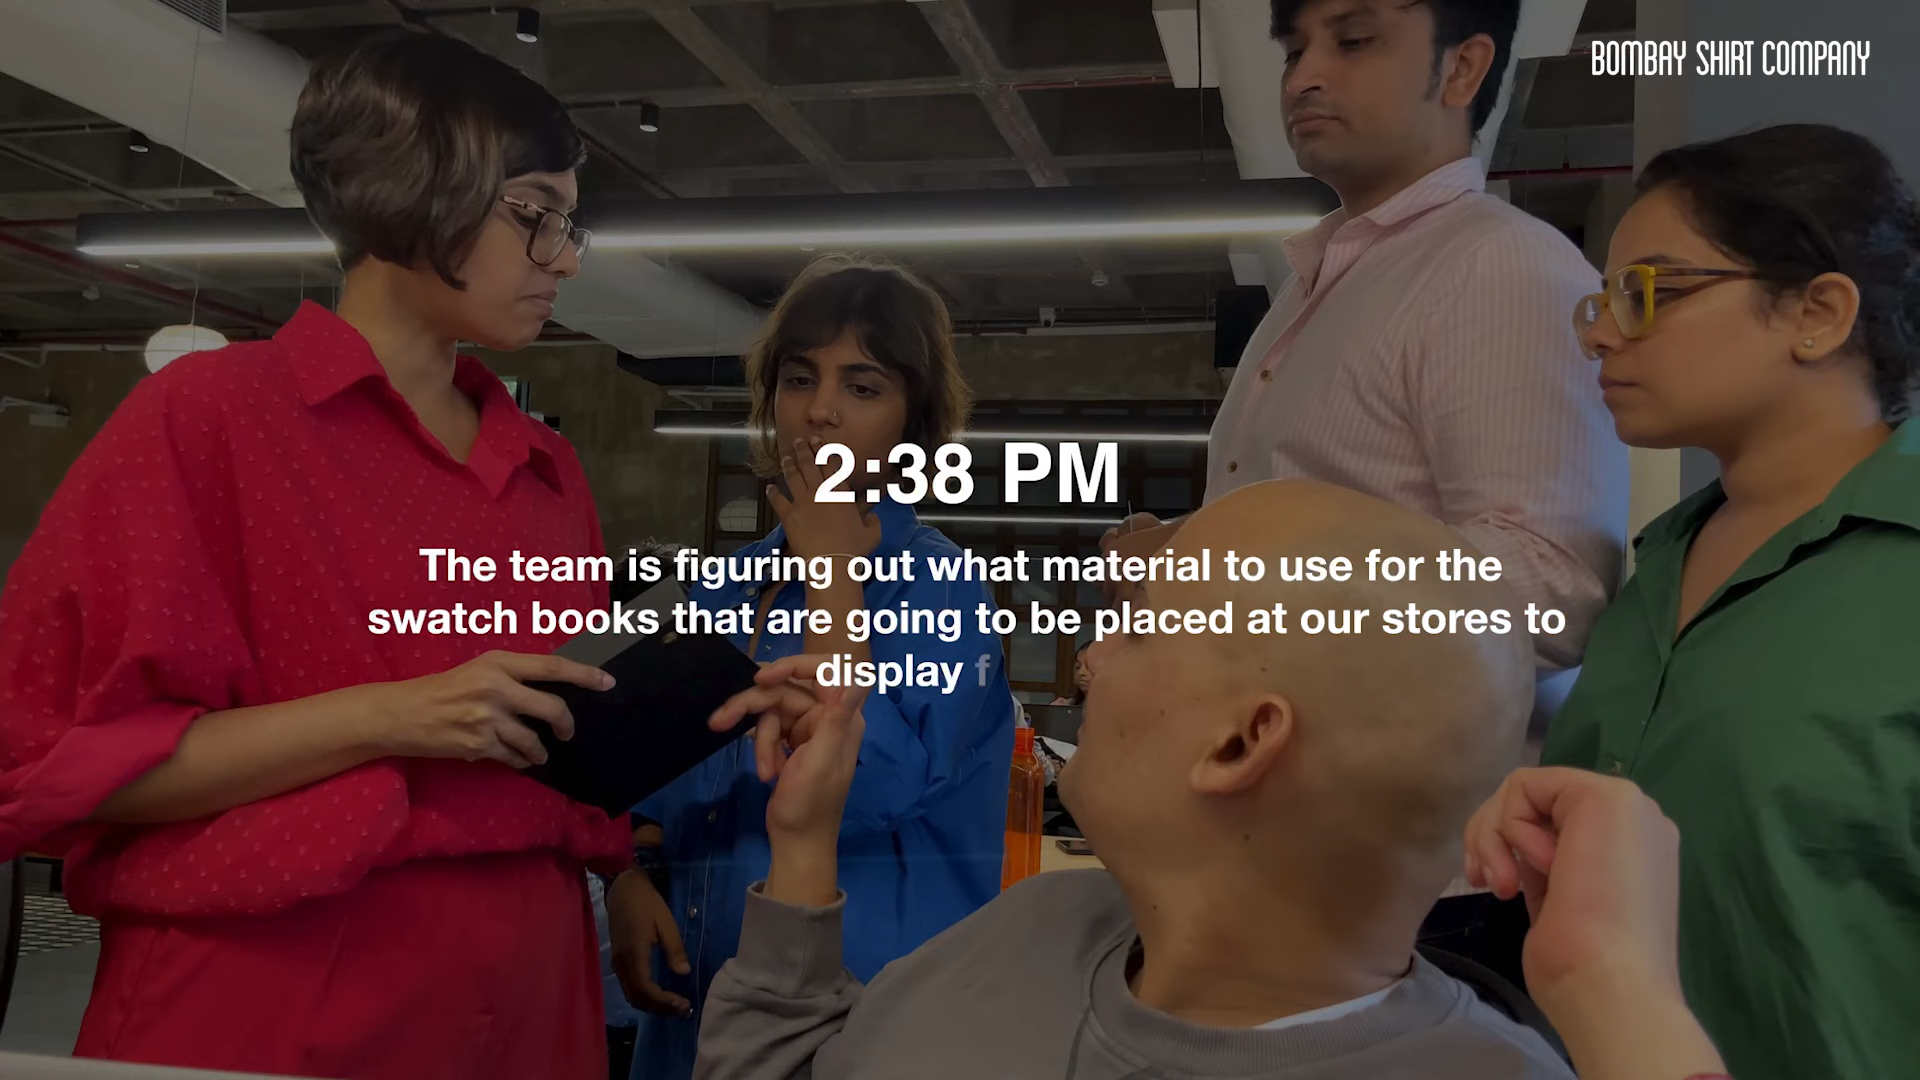 BOMBAY SHIRT COMPANY
2:38 PM
The team is figuring out what material to use for the
swatch books that are going to be placed at our stores to
display f